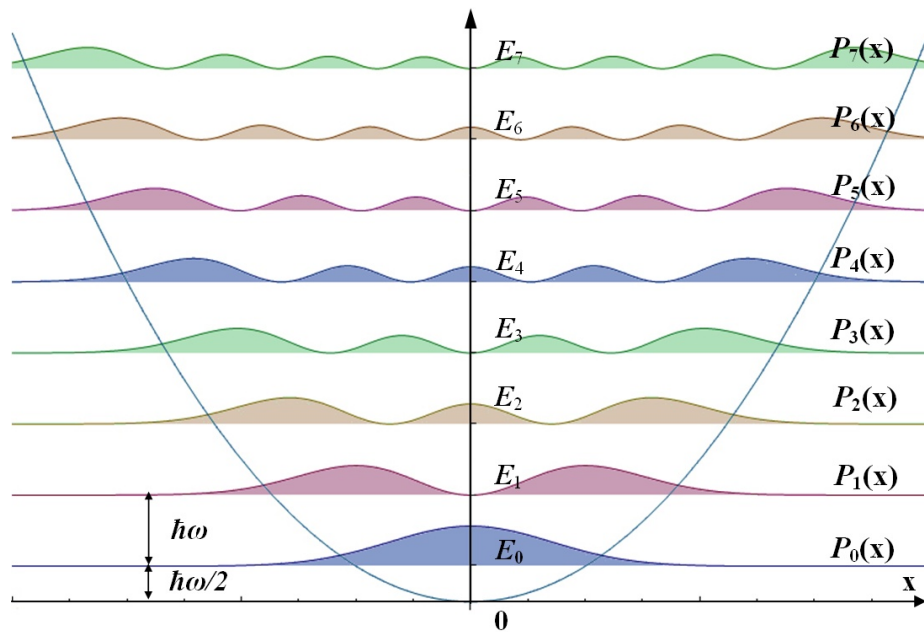 E₇ P₇(x)
E₆ P₆(x)
E₅ P₅(x)
E₄ P₄(x)
E₃ P₃(x)
E₂ P₂(x)
E₁ P₁(x)
ħω
E₀ P₀(x)
ħω/2 x
0